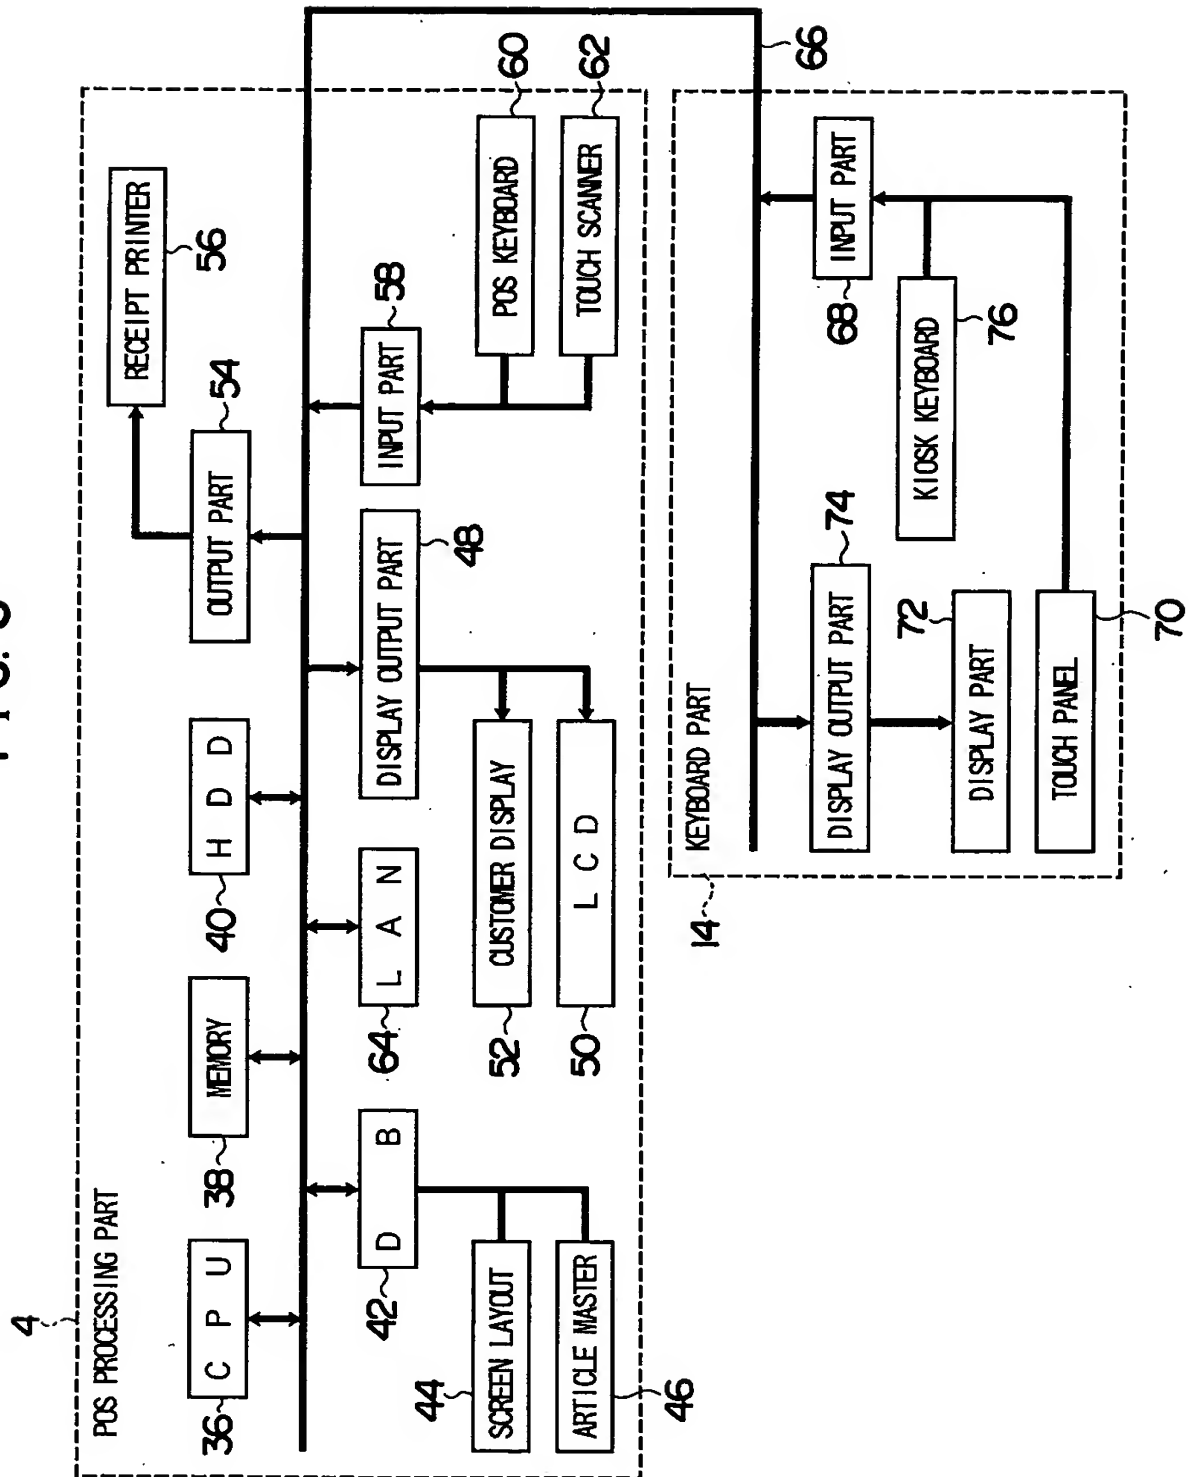 4
POS PROCESSING PART
CPU
36
MEMORY
38
HDD
40
OUTPUT PART
54
RECEIPT PRINTER
56
DB
42
SCREEN LAYOUT
44
ARTICLE MASTER
46
LAN
64
DISPLAY OUTPUT PART
48
CUSTOMER DISPLAY
52
LCD
50
INPUT PART
58
POS KEYBOARD
60
TOUCH SCANNER
62
66
14
KEYBOARD PART
DISPLAY OUTPUT PART
74
DISPLAY PART
72
TOUCH PANEL
70
INPUT PART
68
KIOSK KEYBOARD
76